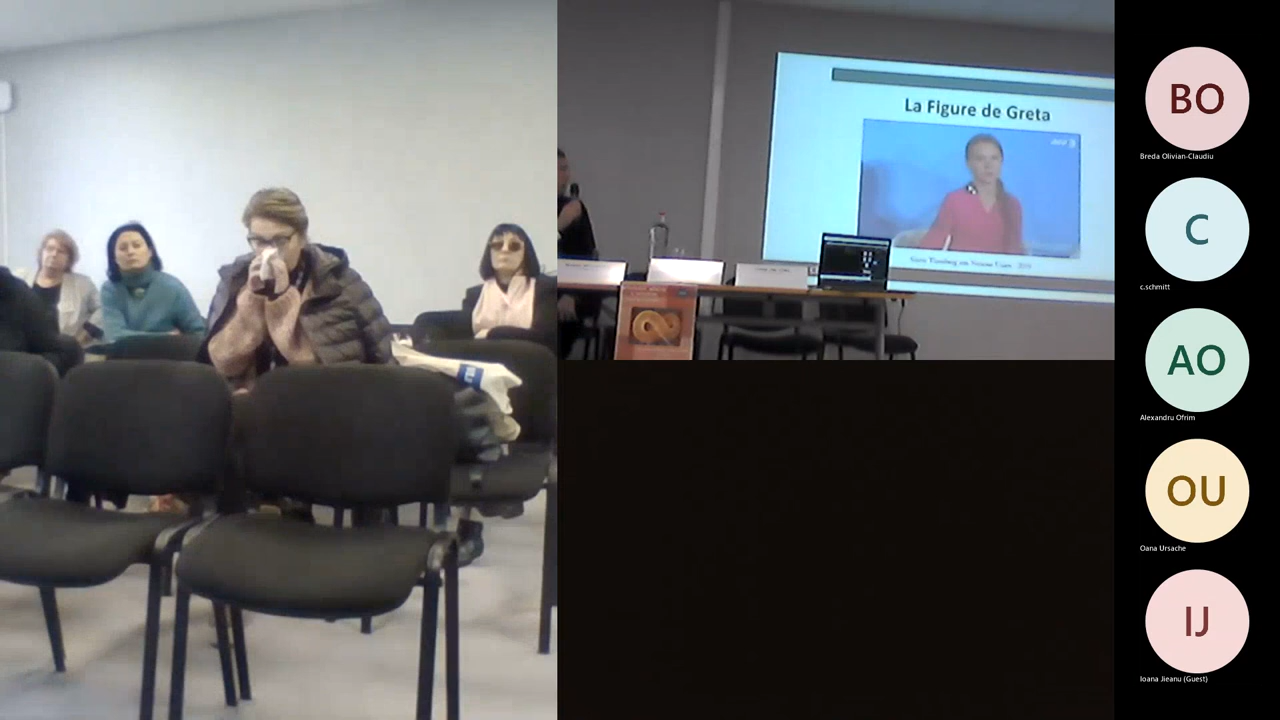 La Figure de Greta
BO
Breda Olivian-Claudiu
C
c.schmitt
AO
Alexandru Ofrim
OU
Oana Ursache
IJ
Ioana Jieanu (Guest)